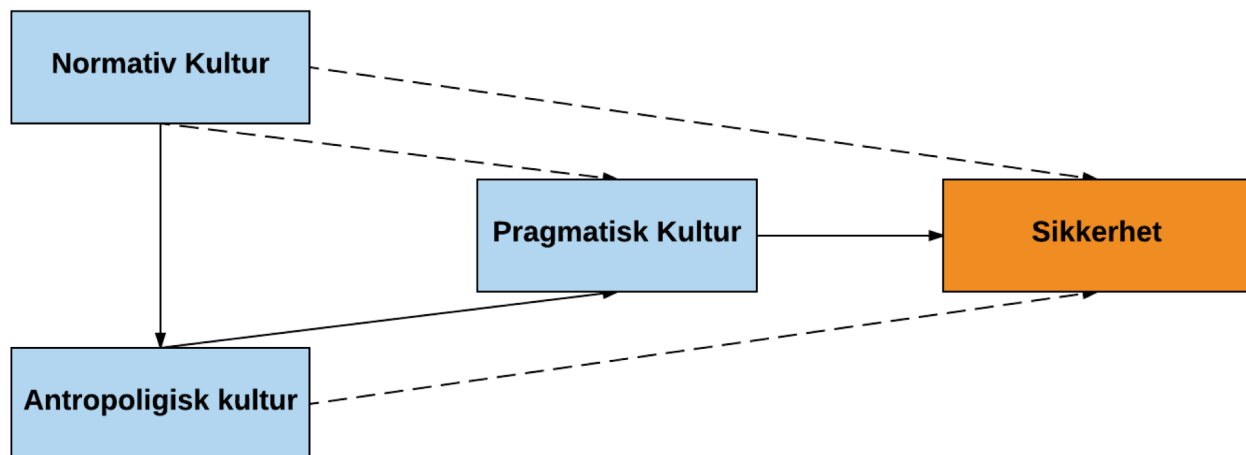 Normativ Kultur
Pragmatisk Kultur
Sikkerhet
Antropoligisk kultur